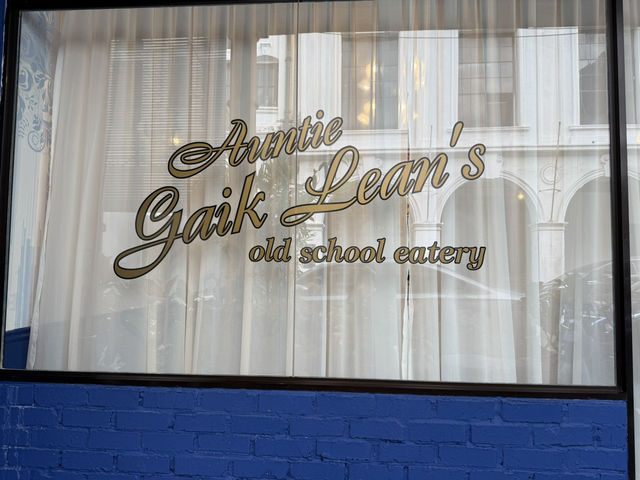 Auntie
Gaik Lean's
old school eatery